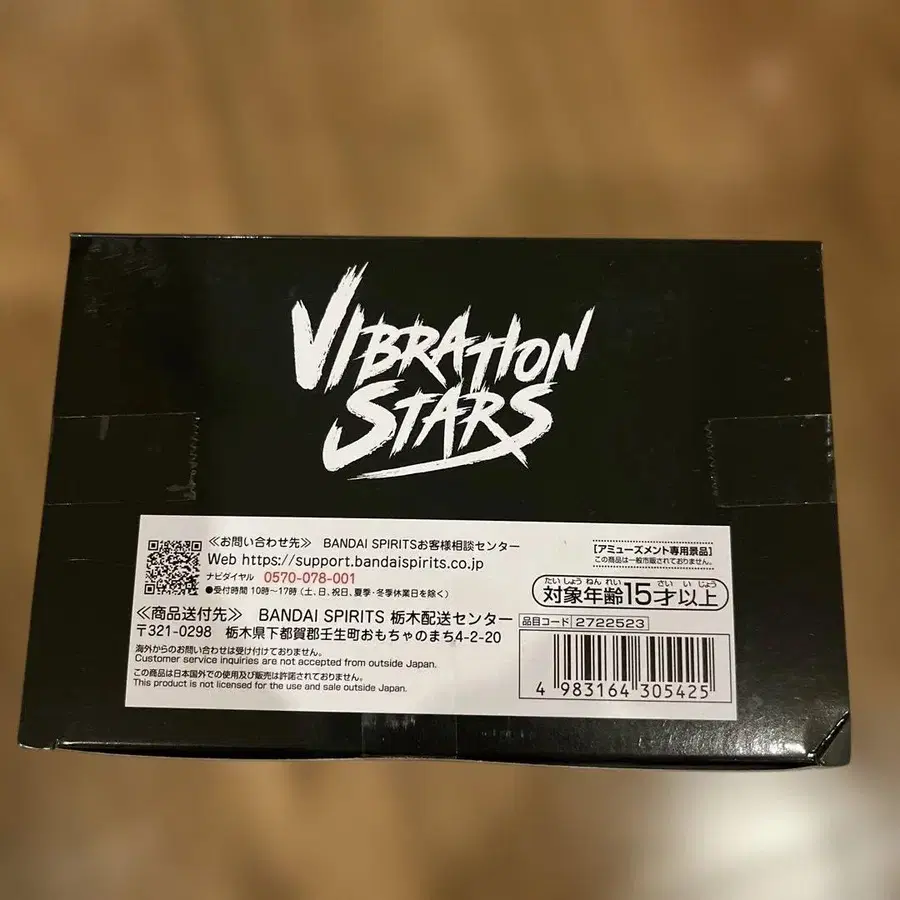 VIBRATION
STARS
≪お問い合わせ先≫ BANDAI SPIRITSお客様相談センター
Web https://support.bandaispirits.co.jp
ナビダイヤル 0570-078-001
●受付時間 10時~17時 (土、日、祝日、夏季・冬季休業日を除く)
≪商品送付先≫ BANDAI SPIRITS 栃木配送センター
〒321-0298 栃木県下都賀郡壬生町おもちゃのまち4-2-20
海外からのお問い合わせは受け付けておりません。
Customer service inquiries are not accepted from outside Japan.
この商品は日本国外での使用及び販売は許諾されておりません。
This product is not licensed for the use and sale outside Japan.
[アミューズメント専用景品]
この商品は一般市販されておりません。
たいしょうねんれい さい いじょう
対象年齢15才以上
品目コード 2722523
4 983164 305425